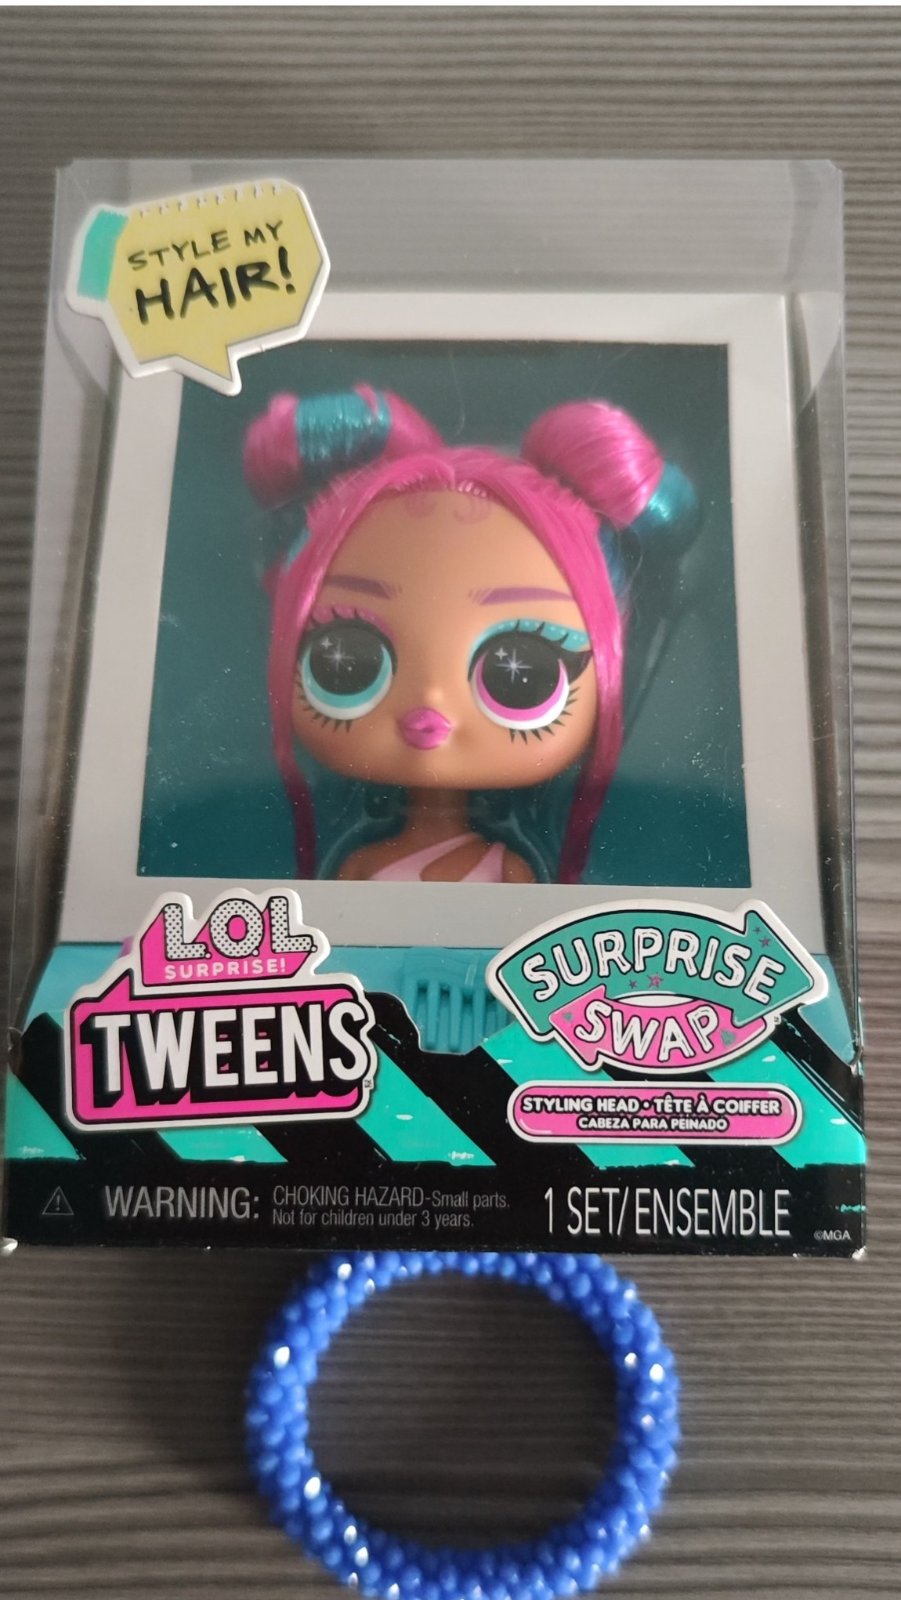 STYLE MY
HAIR!
L.O.L.
SURPRISE!
TWEENS
SURPRISE
SWAP
STYLING HEAD • TÊTE À COIFFER
CABEZA PARA PEINADO
WARNING: CHOKING HAZARD-Small parts.
Not for children under 3 years.
1 SET/ENSEMBLE
©MGA